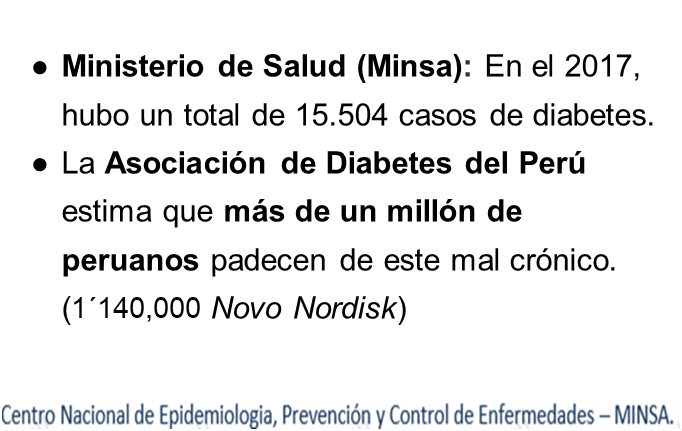 ● Ministerio de Salud (Minsa): En el 2017,
hubo un total de 15.504 casos de diabetes.
● La Asociación de Diabetes del Perú
estima que más de un millón de
peruanos padecen de este mal crónico.
(1´140,000 Novo Nordisk)
Centro Nacional de Epidemiologia, Prevención y Control de Enfermedades – MINSA.